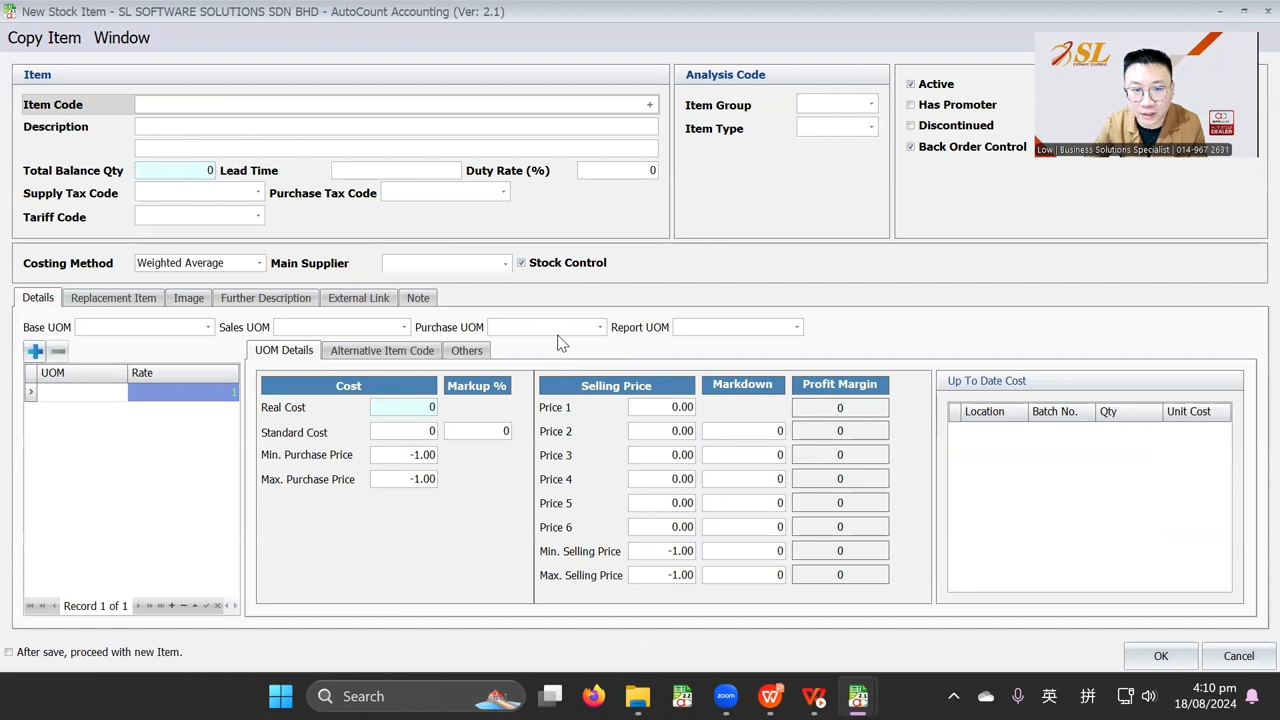 New Stock Item - SL SOFTWARE SOLUTIONS SDN BHD - AutoCount Accounting (Ver: 2.1)
Copy Item Window
Item
Item Code
Description
Total Balance Qty 0 Lead Time Duty Rate (%) 0
Supply Tax Code Purchase Tax Code
Tariff Code
Analysis Code
Item Group
Item Type
Active
Has Promoter
Discontinued
Back Order Control
SL
Low | Business Solutions Specialist | 014-967 2631
Costing Method Weighted Average Main Supplier Stock Control
Details Replacement Item Image Further Description External Link Note
Base UOM Sales UOM Purchase UOM Report UOM
UOM Details Alternative Item Code Others
UOM Rate
1
Record 1 of 1
Cost Markup %
Real Cost 0
Standard Cost 0 0
Min. Purchase Price -1.00
Max. Purchase Price -1.00
Selling Price Markdown Profit Margin
Price 1 0.00 0
Price 2 0.00 0 0
Price 3 0.00 0 0
Price 4 0.00 0 0
Price 5 0.00 0 0
Price 6 0.00 0 0
Min. Selling Price -1.00 0 0
Max. Selling Price -1.00 0 0
Up To Date Cost
Location Batch No. Qty Unit Cost
After save, proceed with new Item.
OK Cancel
Search
zoom
英 拼
4:10 pm
18/08/2024